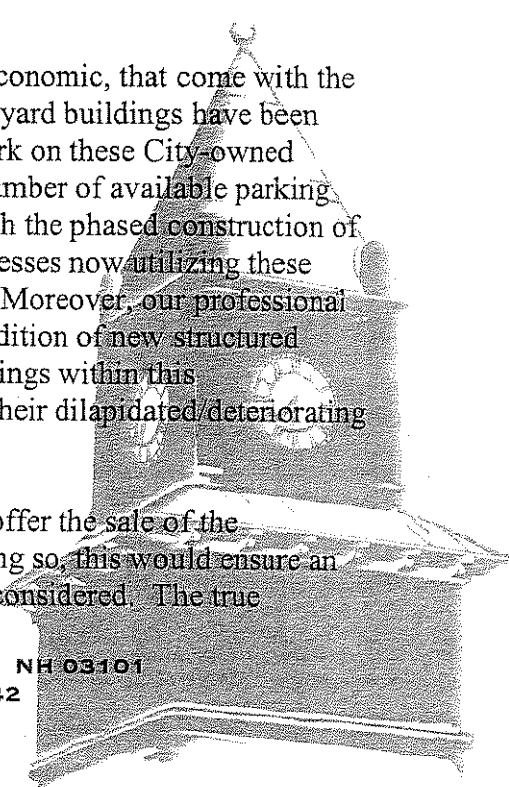 conomic, that come with the
yard buildings have been
rk on these City-owned
mber of available parking
h the phased construction of
esses now utilizing these
Moreover, our professional
dition of new structured
ings within this
heir dilapidated/deteriorating
offer the sale of the
ng so, this would ensure an
considered. The true
NH 03101
42